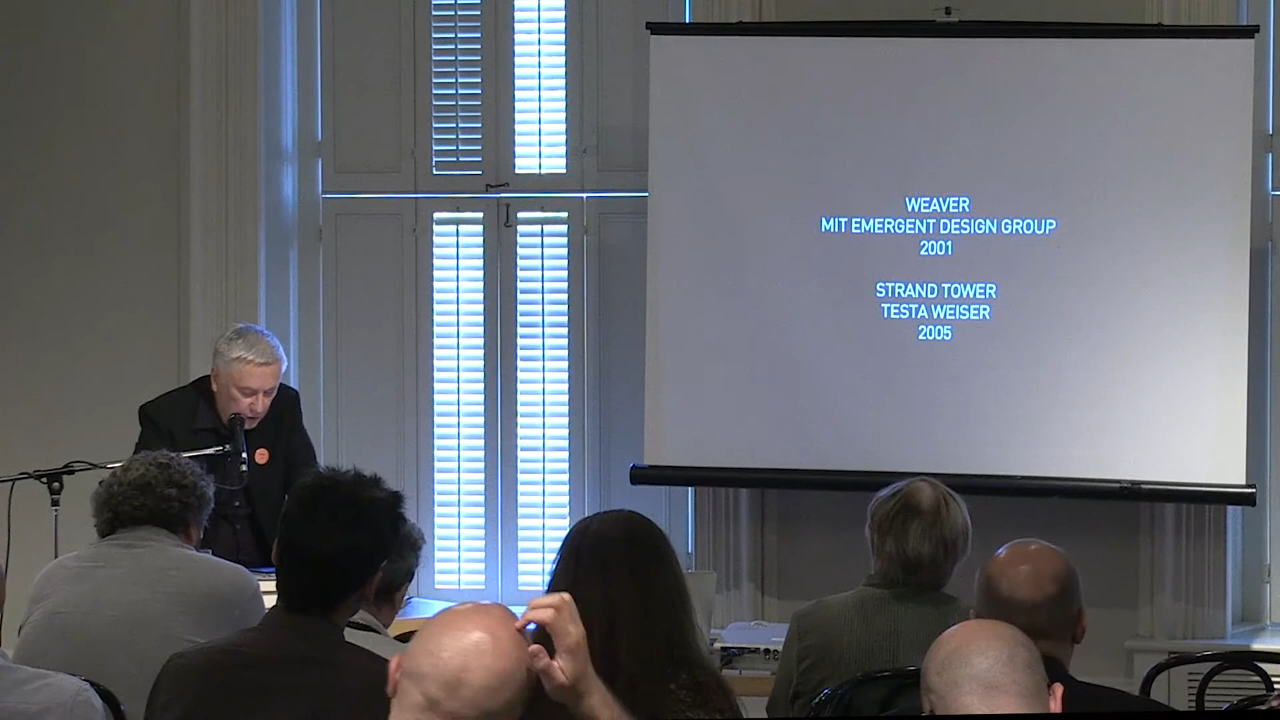 WEAVER
MIT EMERGENT DESIGN GROUP
2001
STRAND TOWER
TESTA WEISER
2005